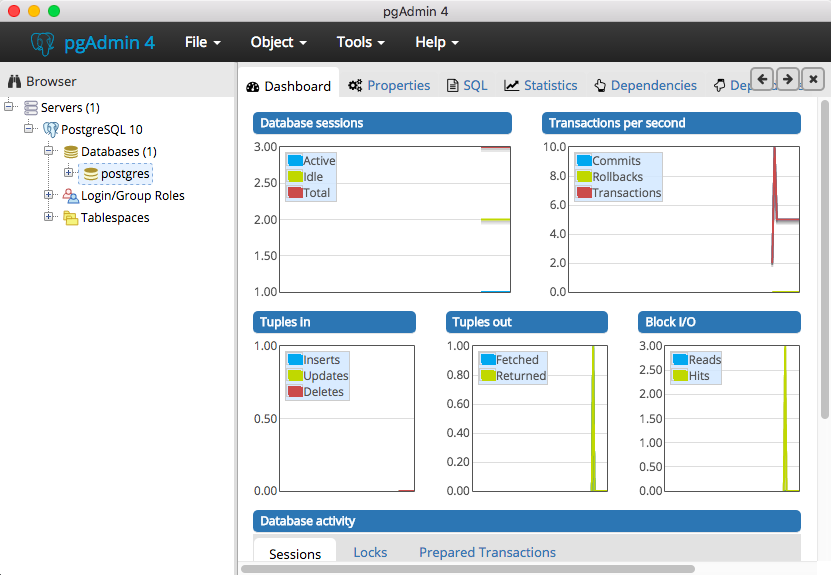 pgAdmin 4
pgAdmin 4 File Object Tools Help
Browser
Servers (1)
PostgreSQL 10
Databases (1)
postgres
Login/Group Roles
Tablespaces
Dashboard Properties SQL Statistics Dependencies
Database sessions
3.00
2.50
2.00
1.50
1.00
Active
Idle
Total
Transactions per second
10.0
8.0
6.0
4.0
2.0
0.0
Commits
Rollbacks
Transactions
Tuples in
1.00
0.50
0.00
Inserts
Updates
Deletes
Tuples out
1.00
0.80
0.60
0.40
0.20
0.00
Fetched
Returned
Block I/O
3.00
2.50
2.00
1.50
1.00
0.50
0.00
Reads
Hits
Database activity
Sessions Locks Prepared Transactions